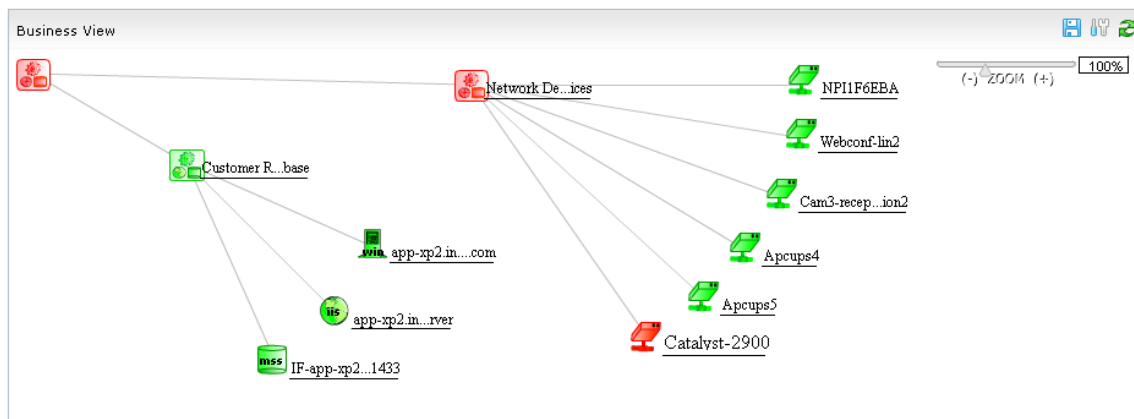 Business View
100%
(-) ZOOM (+)
Network De...ices
NPI1F6EBA
Webconf-lin2
Customer R...base
Cam3-recep...ion2
win
app-xp2.in....com
Apcups4
iis
app-xp2.in...rver
Apcups5
Catalyst-2900
mss
IF-app-xp2...1433